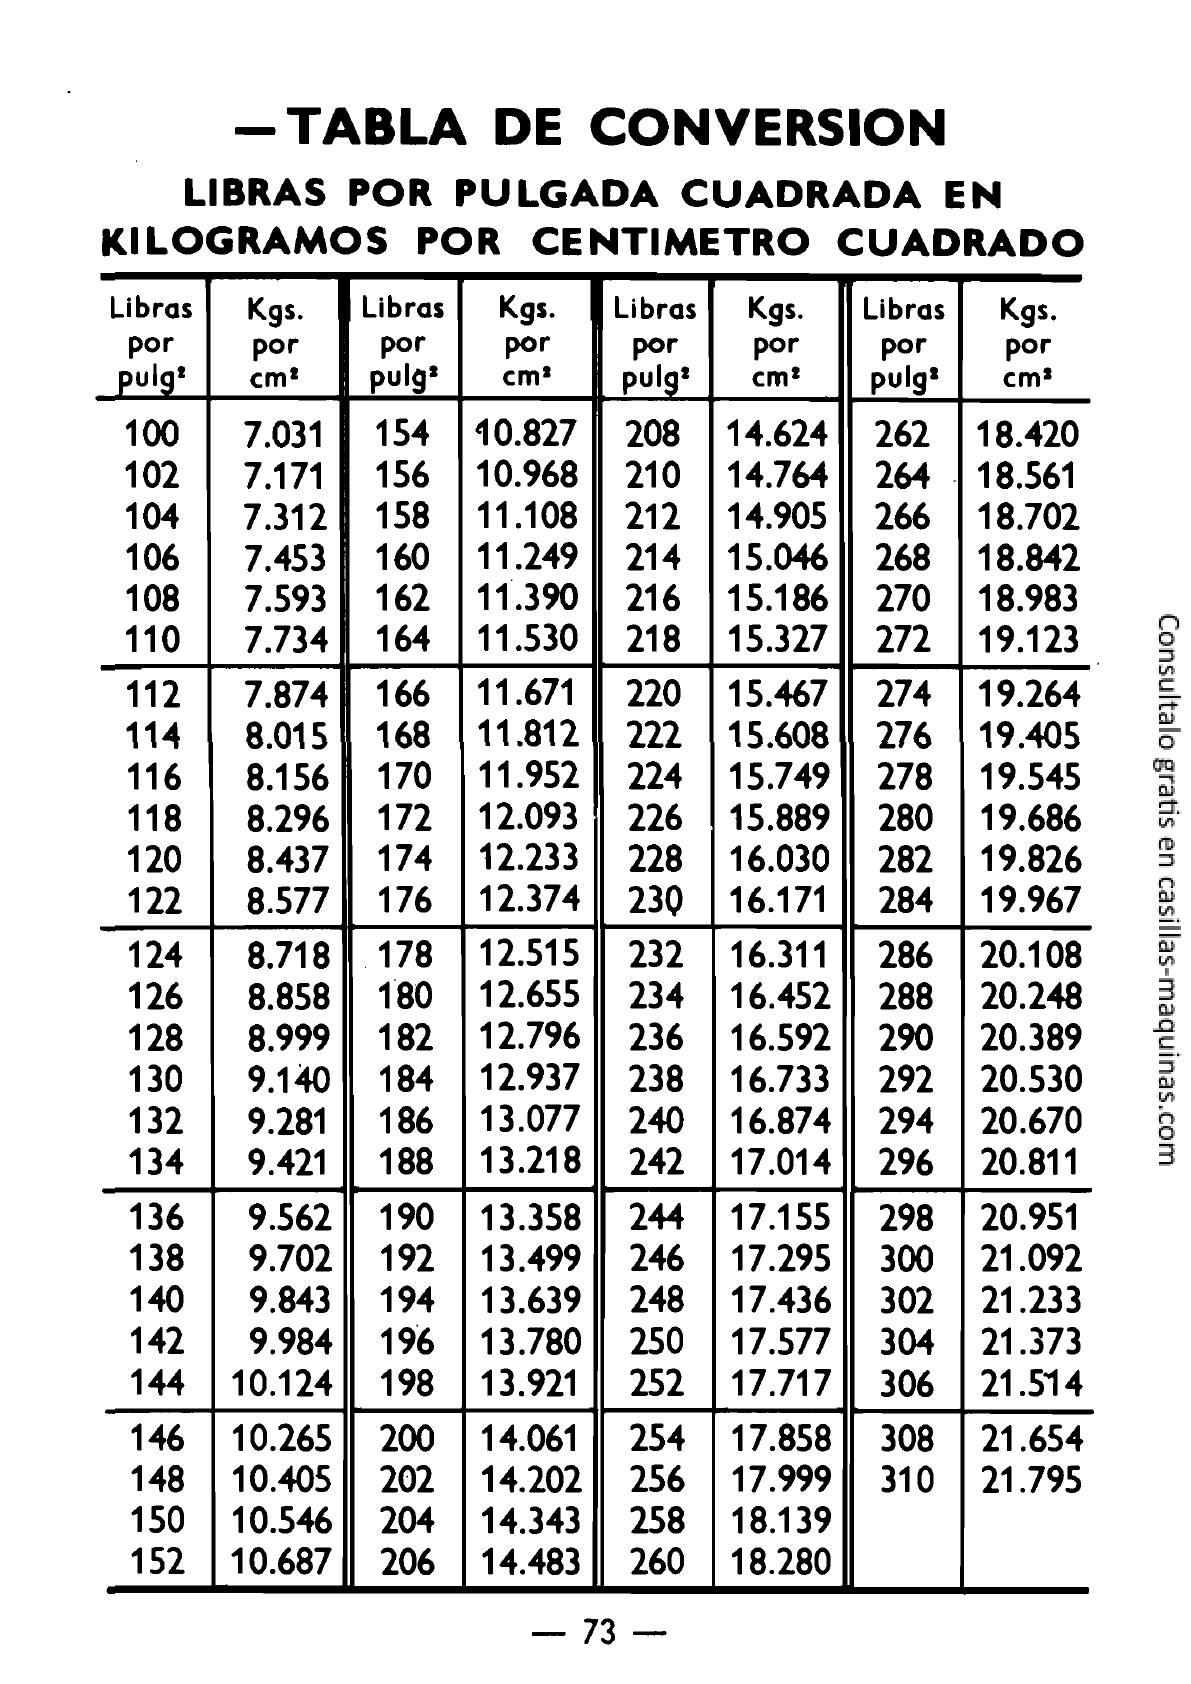 —TABLA DE CONVERSION
LIBRAS POR PULGADA CUADRADA EN
KILOGRAMOS POR CENTIMETRO CUADRADO
Libras Kgs. Libras Kgs. Libras Kgs. Libras Kgs.
por por por por por por por por
pulg² cm² pulg² cm² pulg² cm² pulg² cm²
100 7.031 154 10.827 208 14.624 262 18.420
102 7.171 156 10.968 210 14.764 264 18.561
104 7.312 158 11.108 212 14.905 266 18.702
106 7.453 160 11.249 214 15.046 268 18.842
108 7.593 162 11.390 216 15.186 270 18.983
110 7.734 164 11.530 218 15.327 272 19.123
112 7.874 166 11.671 220 15.467 274 19.264
114 8.015 168 11.812 222 15.608 276 19.405
116 8.156 170 11.952 224 15.749 278 19.545
118 8.296 172 12.093 226 15.889 280 19.686
120 8.437 174 12.233 228 16.030 282 19.826
122 8.577 176 12.374 230 16.171 284 19.967
124 8.718 178 12.515 232 16.311 286 20.108
126 8.858 180 12.655 234 16.452 288 20.248
128 8.999 182 12.796 236 16.592 290 20.389
130 9.140 184 12.937 238 16.733 292 20.530
132 9.281 186 13.077 240 16.874 294 20.670
134 9.421 188 13.218 242 17.014 296 20.811
136 9.562 190 13.358 244 17.155 298 20.951
138 9.702 192 13.499 246 17.295 300 21.092
140 9.843 194 13.639 248 17.436 302 21.233
142 9.984 196 13.780 250 17.577 304 21.373
144 10.124 198 13.921 252 17.717 306 21.514
146 10.265 200 14.061 254 17.858 308 21.654
148 10.405 202 14.202 256 17.999 310 21.795
150 10.546 204 14.343 258 18.139
152 10.687 206 14.483 260 18.280
— 73 —
Consultalo gratis en casillas-maquinas.com